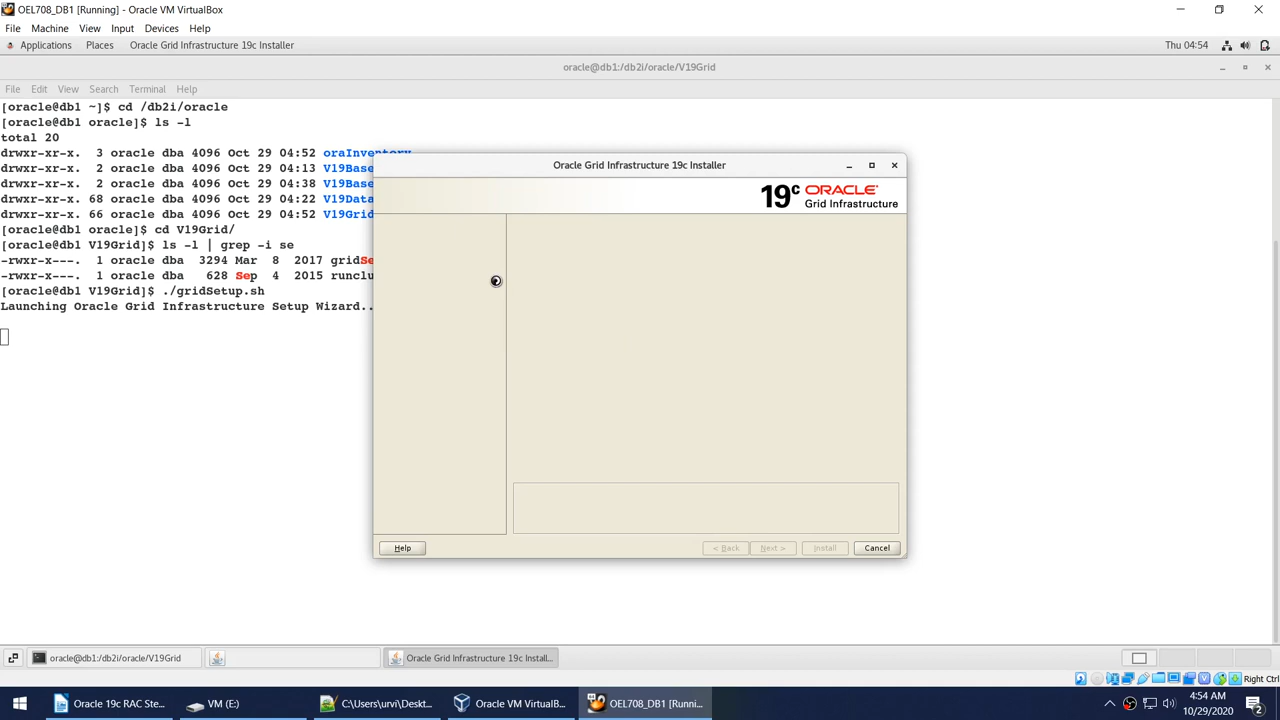 OEL708_DB1 [Running] - Oracle VM VirtualBox
File Machine View Input Devices Help
Applications Places Oracle Grid Infrastructure 19c Installer Thu 04:54
oracle@db1:/db2i/oracle/V19Grid
File Edit View Search Terminal Help
[oracle@db1 ~]$ cd /db2i/oracle
[oracle@db1 oracle]$ ls -l
total 20
drwxr-xr-x. 3 oracle dba 4096 Oct 29 04:52 oraInventory
drwxr-xr-x. 2 oracle dba 4096 Oct 29 04:13 V19Base
drwxr-xr-x. 2 oracle dba 4096 Oct 29 04:38 V19Base
drwxr-xr-x. 68 oracle dba 4096 Oct 29 04:22 V19Data
drwxr-xr-x. 66 oracle dba 4096 Oct 29 04:52 V19Grid
[oracle@db1 oracle]$ cd V19Grid/
[oracle@db1 V19Grid]$ ls -l | grep -i se
-rwxr-x---. 1 oracle dba 3294 Mar 8 2017 gridSe
-rwxr-x---. 1 oracle dba 628 Sep 4 2015 runclu
[oracle@db1 V19Grid]$ ./gridSetup.sh
Launching Oracle Grid Infrastructure Setup Wizard..
Oracle Grid Infrastructure 19c Installer
19c ORACLE
Grid Infrastructure
Help < Back Next > Install Cancel
oracle@db1:/db2i/oracle/V19Grid Oracle Grid Infrastructure 19c Install...
Right Ctrl
Oracle 19c RAC Ste... VM (E:) C:\Users\urvi\Deskt... Oracle VM VirtualB... OEL708_DB1 [Runni... 4:54 AM
10/29/2020
2